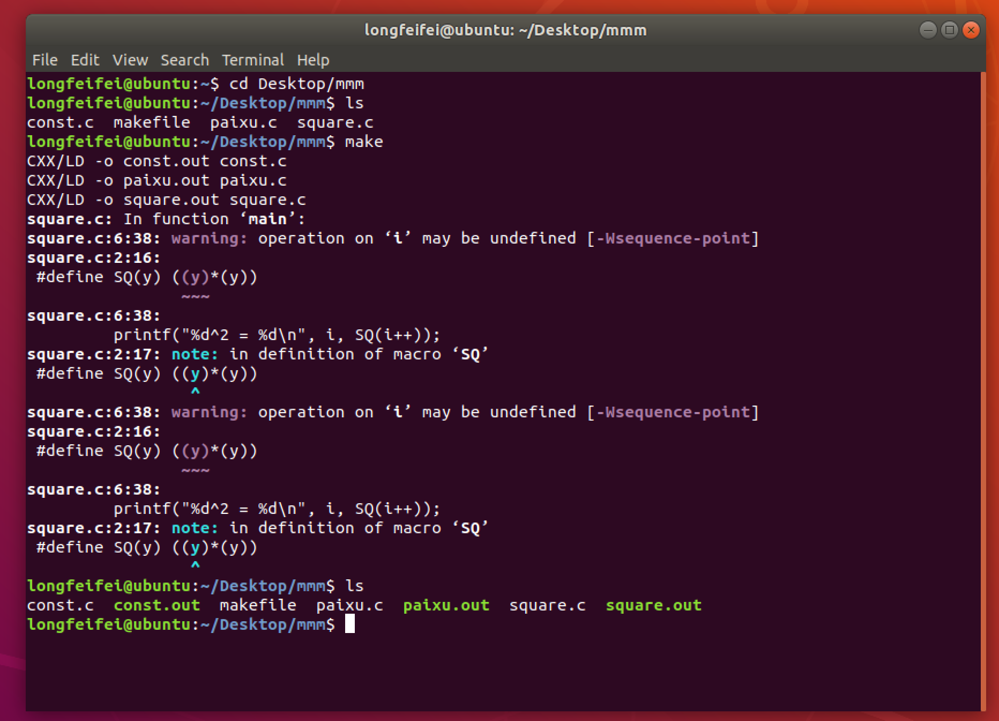 longfeifei@ubuntu: ~/Desktop/mmm
File Edit View Search Terminal Help
longfeifei@ubuntu:~$ cd Desktop/mmm
longfeifei@ubuntu:~/Desktop/mmm$ ls
const.c  makefile  paixu.c  square.c
longfeifei@ubuntu:~/Desktop/mmm$ make
CXX/LD -o const.out const.c
CXX/LD -o paixu.out paixu.c
CXX/LD -o square.out square.c
square.c: In function ‘main’:
square.c:6:38: warning: operation on ‘i’ may be undefined [-Wsequence-point]
square.c:2:16:
 #define SQ(y) ((y)*(y))
                ~~~
square.c:6:38:
         printf("%d^2 = %d\n", i, SQ(i++));
square.c:2:17: note: in definition of macro ‘SQ’
 #define SQ(y) ((y)*(y))
                 ^
square.c:6:38: warning: operation on ‘i’ may be undefined [-Wsequence-point]
square.c:2:16:
 #define SQ(y) ((y)*(y))
                ~~~
square.c:6:38:
         printf("%d^2 = %d\n", i, SQ(i++));
square.c:2:17: note: in definition of macro ‘SQ’
 #define SQ(y) ((y)*(y))
                 ^
longfeifei@ubuntu:~/Desktop/mmm$ ls
const.c  const.out  makefile  paixu.c  paixu.out  square.c  square.out
longfeifei@ubuntu:~/Desktop/mmm$